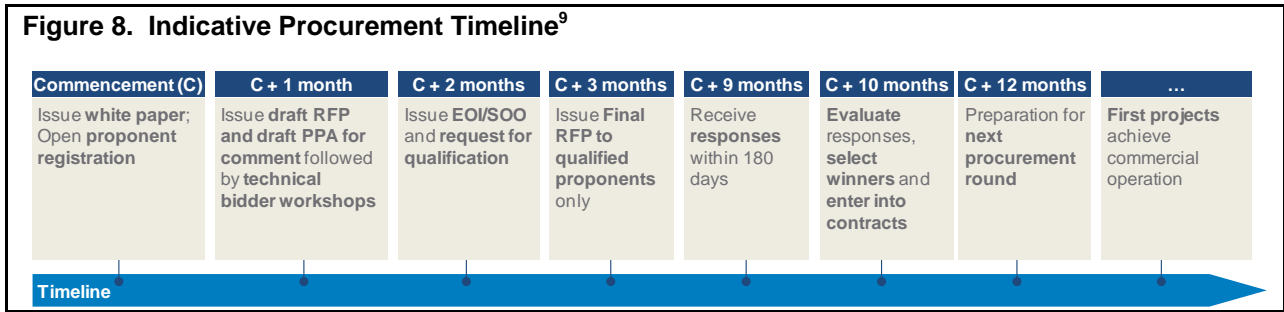 Figure 8. Indicative Procurement Timeline9
Commencement (C)
Issue white paper;
Open proponent
registration
C + 1 month
Issue draft RFP
and draft PPA for
comment followed
by technical
bidder workshops
C + 2 months
Issue EOI/SOO
and request for
qualification
C + 3 months
Issue Final
RFP to
qualified
proponents
only
C + 9 months
Receive
responses
within 180
days
C + 10 months
Evaluate
responses,
select
winners and
enter into
contracts
C + 12 months
Preparation for
next
procurement
round
...
First projects
achieve
commercial
operation
Timeline